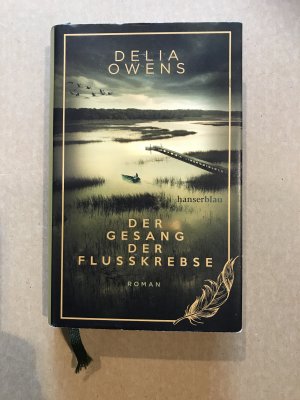 DELIA
OWENS
hanserblau
DER
GESANG
DER
FLUSSKREBSE
ROMAN